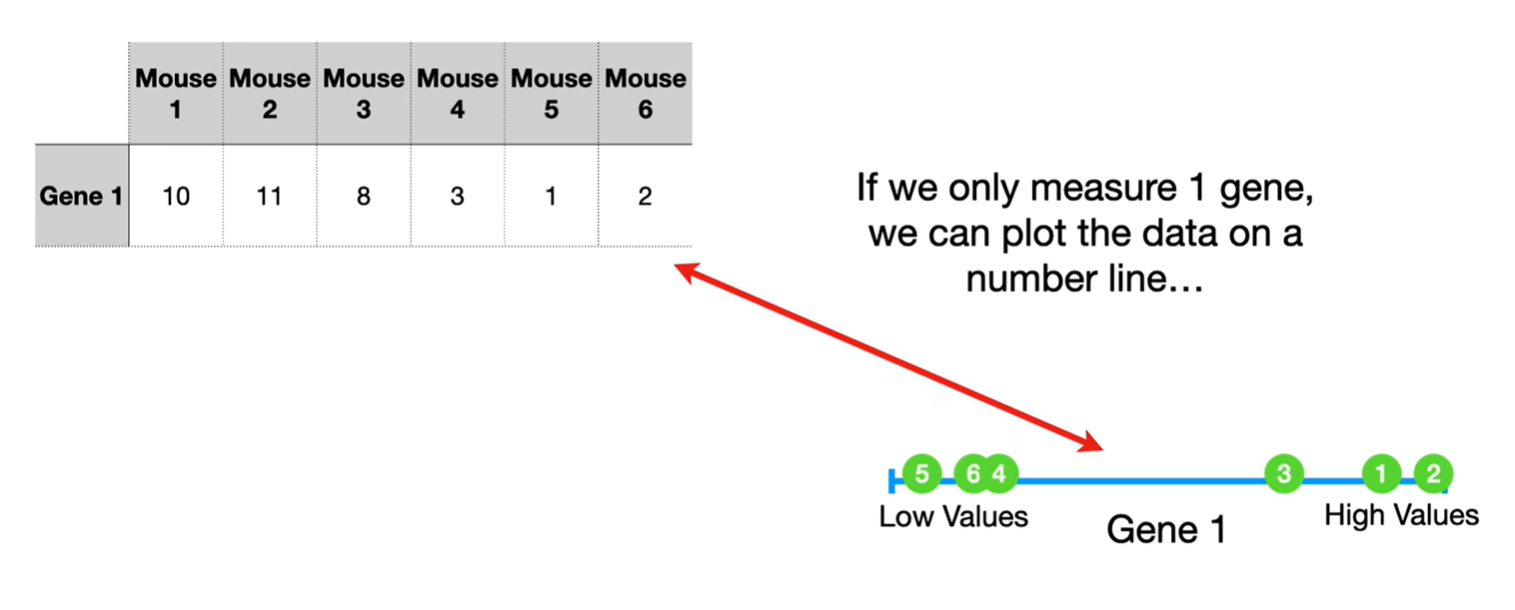 Mouse 1 Mouse 2 Mouse 3 Mouse 4 Mouse 5 Mouse 6
Gene 1 10 11 8 3 1 2
If we only measure 1 gene,
we can plot the data on a
number line…
5 6 4 3 1 2
Low Values High Values
Gene 1